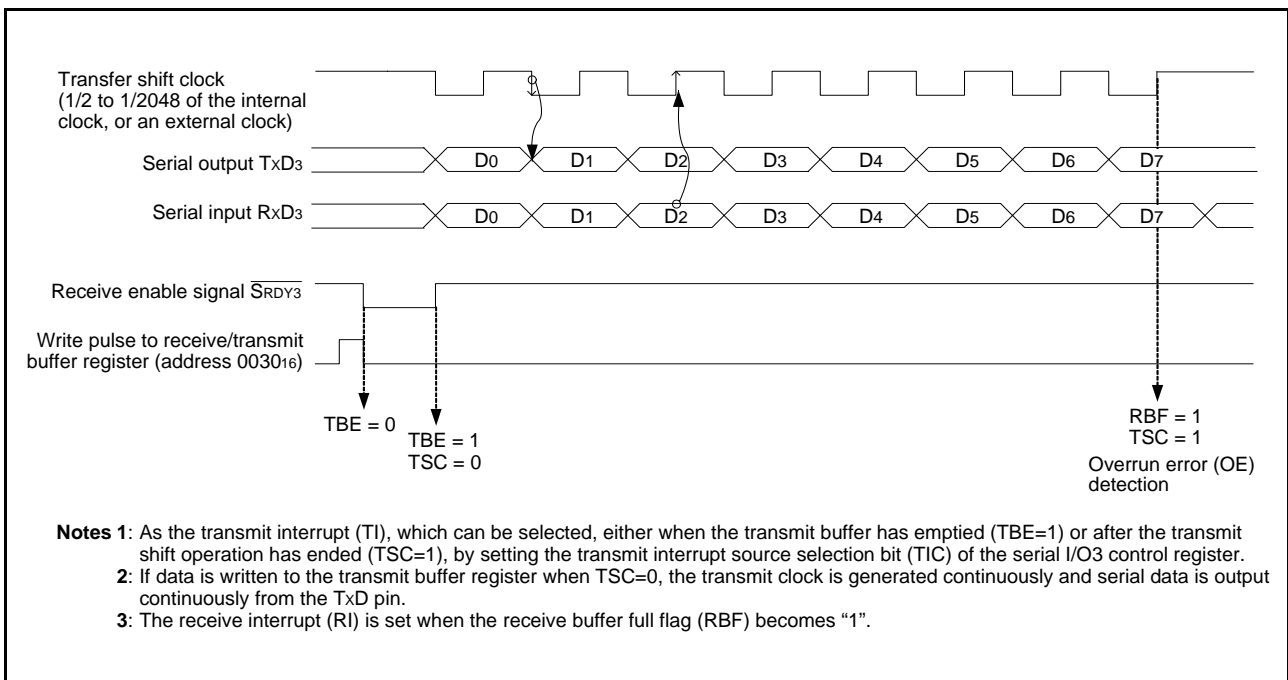 Transfer shift clock
(1/2 to 1/2048 of the internal
clock, or an external clock)
Serial output TxD3
D0 D1 D2 D3 D4 D5 D6 D7
Serial input RxD3
D0 D1 D2 D3 D4 D5 D6 D7
Receive enable signal SRDY3
Write pulse to receive/transmit
buffer register (address 003016)
TBE = 0
TBE = 1
TSC = 0
RBF = 1
TSC = 1
Overrun error (OE)
detection
Notes 1: As the transmit interrupt (TI), which can be selected, either when the transmit buffer has emptied (TBE=1) or after the transmit
shift operation has ended (TSC=1), by setting the transmit interrupt source selection bit (TIC) of the serial I/O3 control register.
2: If data is written to the transmit buffer register when TSC=0, the transmit clock is generated continuously and serial data is output
continuously from the TxD pin.
3: The receive interrupt (RI) is set when the receive buffer full flag (RBF) becomes “1”.